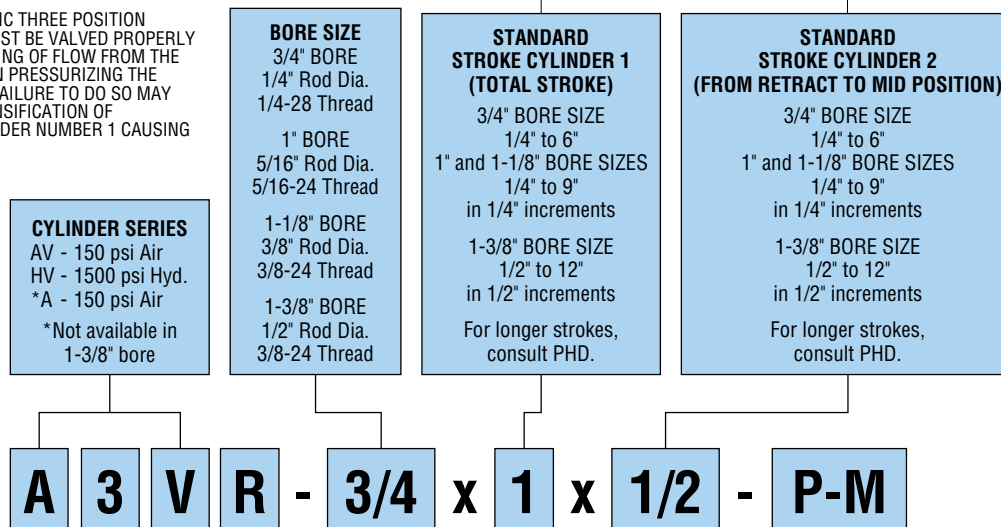 IC THREE POSITION
ST BE VALVED PROPERLY
ING OF FLOW FROM THE
N PRESSURIZING THE
AILURE TO DO SO MAY
NSIFICATION OF
DER NUMBER 1 CAUSING
CYLINDER SERIES
AV - 150 psi Air
HV - 1500 psi Hyd.
*A - 150 psi Air
*Not available in
1-3/8" bore
BORE SIZE
3/4" BORE
1/4" Rod Dia.
1/4-28 Thread
1" BORE
5/16" Rod Dia.
5/16-24 Thread
1-1/8" BORE
3/8" Rod Dia.
3/8-24 Thread
1-3/8" BORE
1/2" Rod Dia.
3/8-24 Thread
STANDARD
STROKE CYLINDER 1
(TOTAL STROKE)
3/4" BORE SIZE
1/4" to 6"
1" and 1-1/8" BORE SIZES
1/4" to 9"
in 1/4" increments
1-3/8" BORE SIZE
1/2" to 12"
in 1/2" increments
For longer strokes,
consult PHD.
STANDARD
STROKE CYLINDER 2
(FROM RETRACT TO MID POSITION)
3/4" BORE SIZE
1/4" to 6"
1" and 1-1/8" BORE SIZES
1/4" to 9"
in 1/4" increments
1-3/8" BORE SIZE
1/2" to 12"
in 1/2" increments
For longer strokes,
consult PHD.
A 3 V R - 3/4 x 1 x 1/2 - P-M